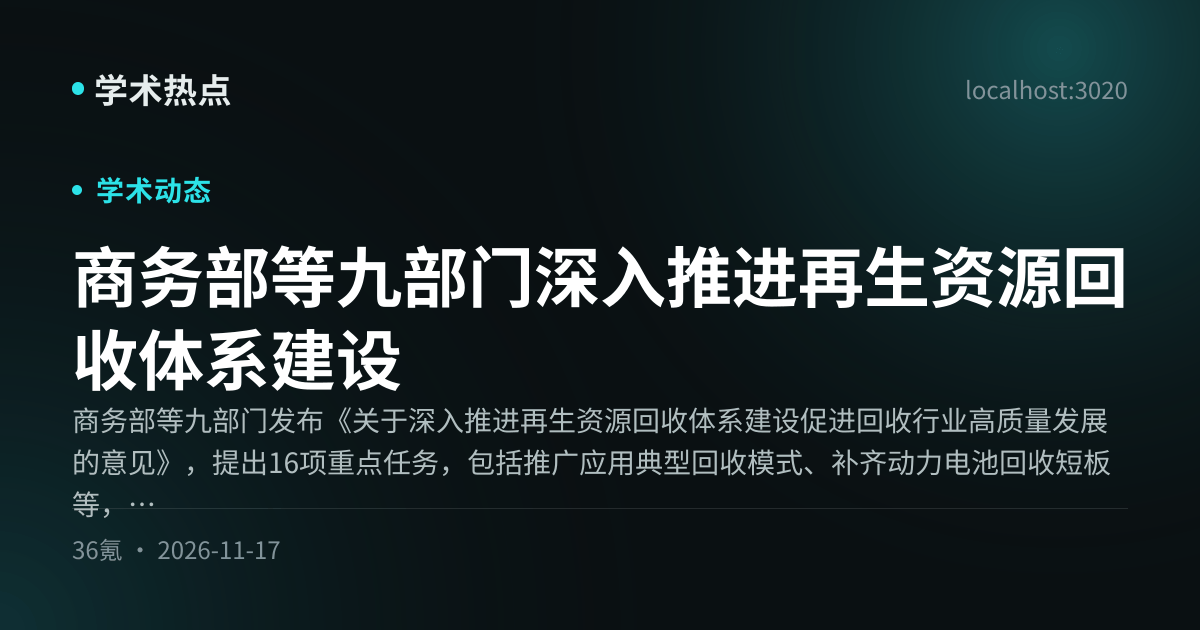 学术热点
localhost:3020
学术动态
商务部等九部门深入推进再生资源回
收体系建设
商务部等九部门发布《关于深入推进再生资源回收体系建设促进回收行业高质量发展
的意见》，提出16项重点任务，包括推广应用典型回收模式、补齐动力电池回收短板
等，…
36氪 · 2026-11-17